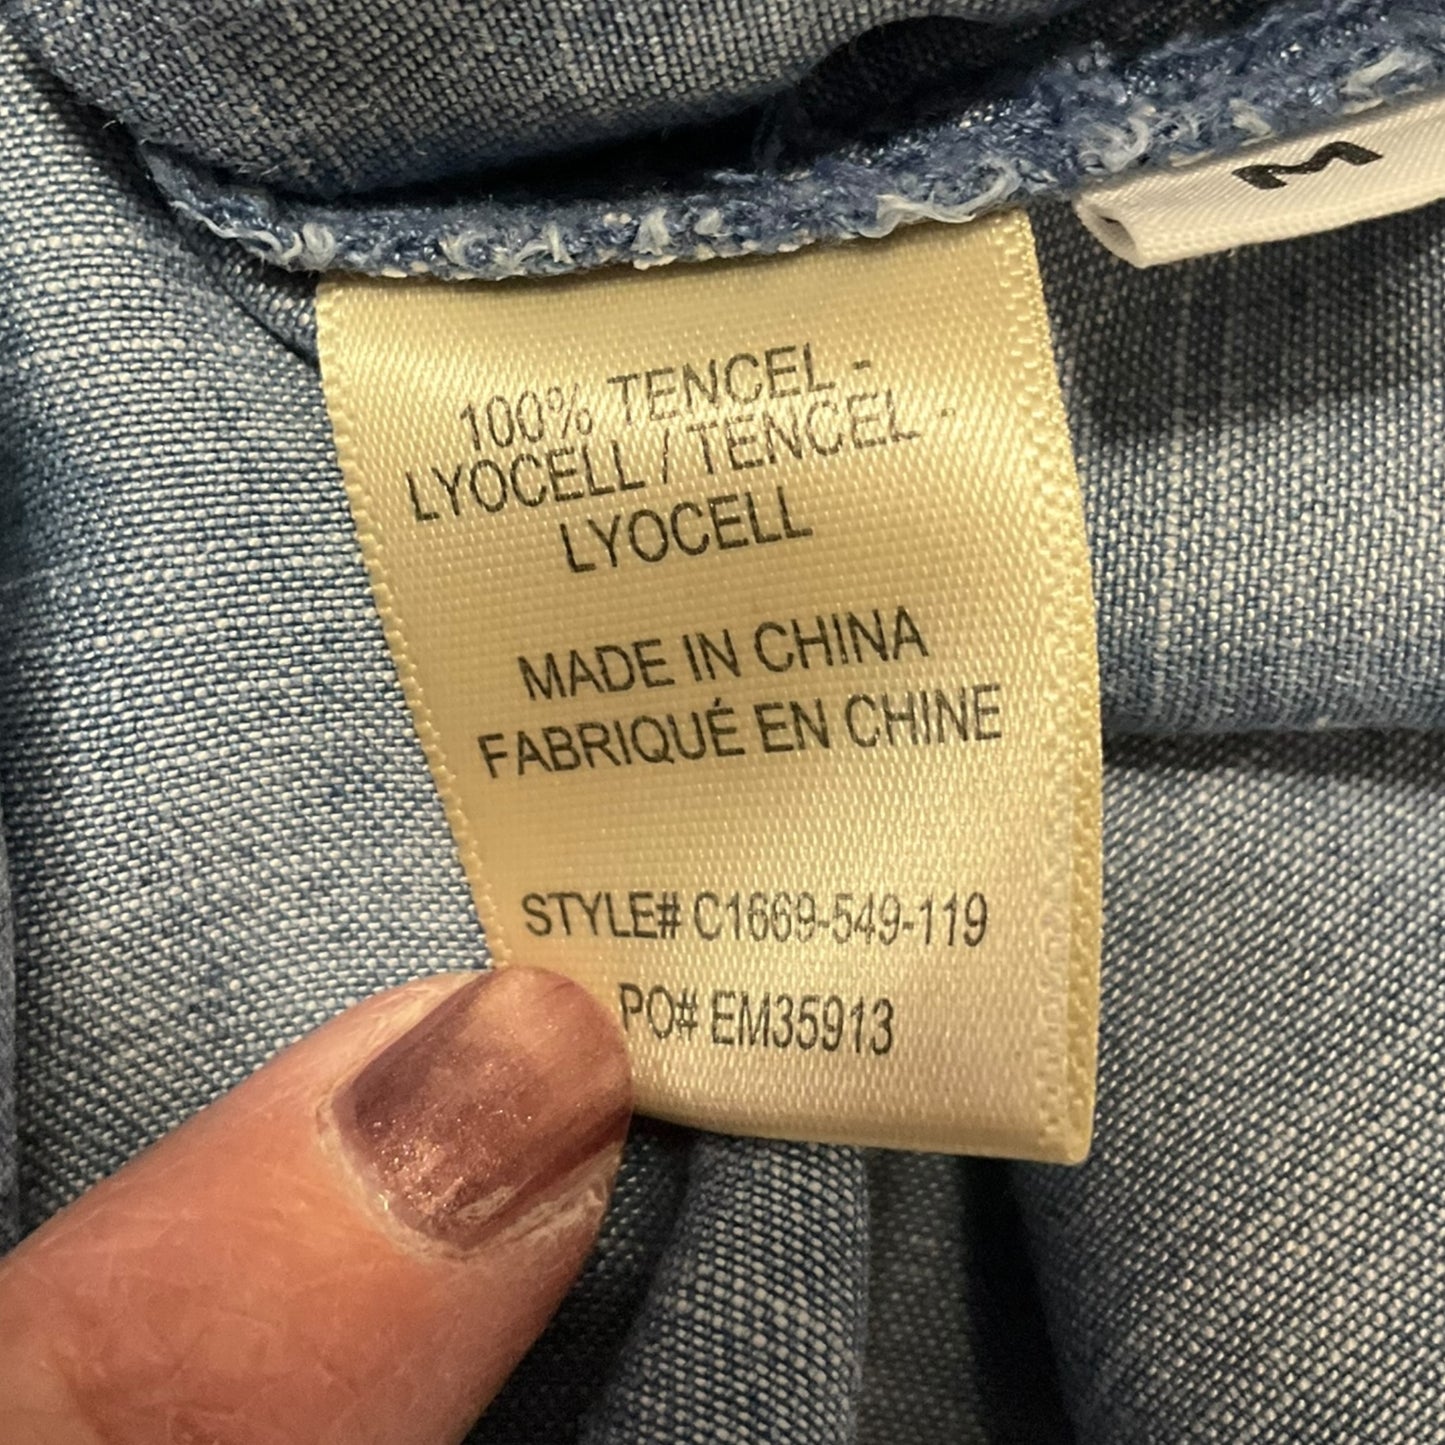 M
100% TENCEL -
LYOCELL / TENCEL -
LYOCELL
MADE IN CHINA
FABRIQUÉ EN CHINE
STYLE# C1669-549-119
PO# EM35913